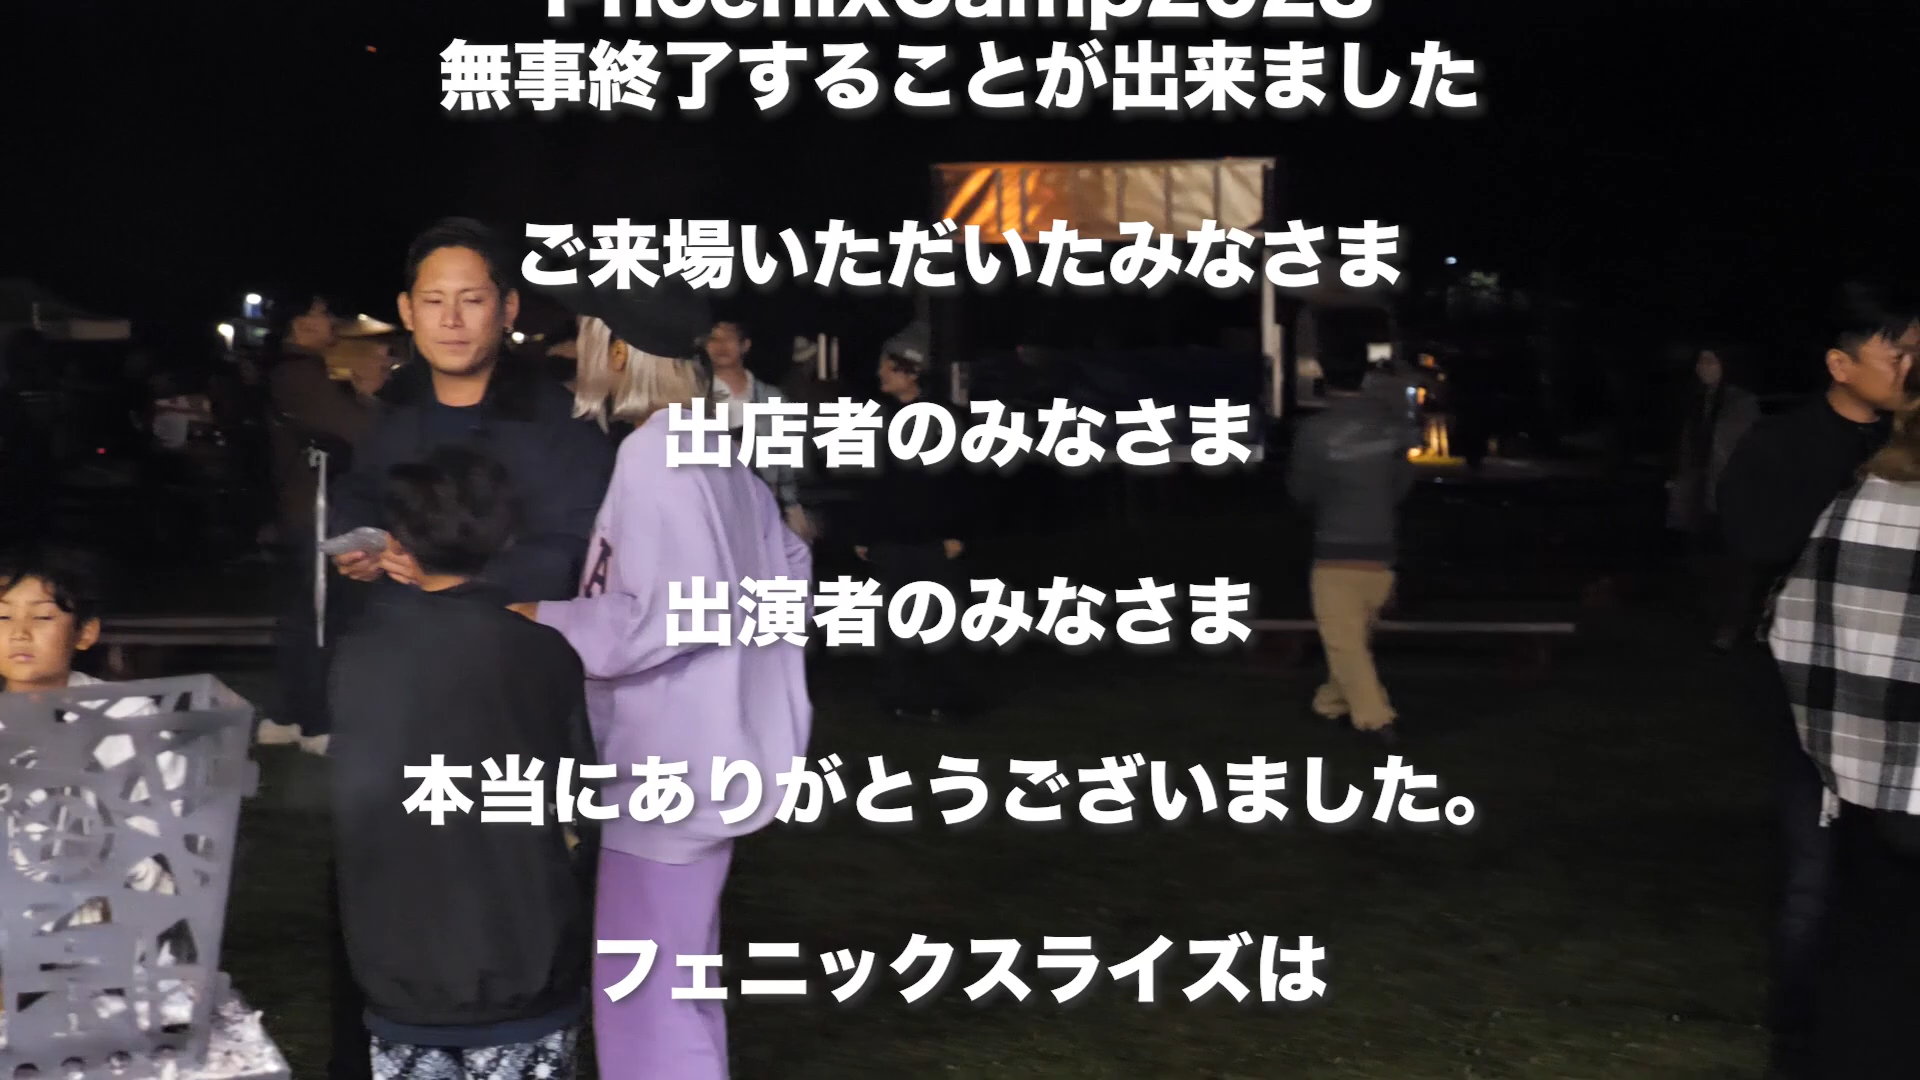 PhoenixCamp2023
無事終了することが出来ました
ご来場いただいたみなさま
出店者のみなさま
出演者のみなさま
本当にありがとうございました。
フェニックスライズは
A